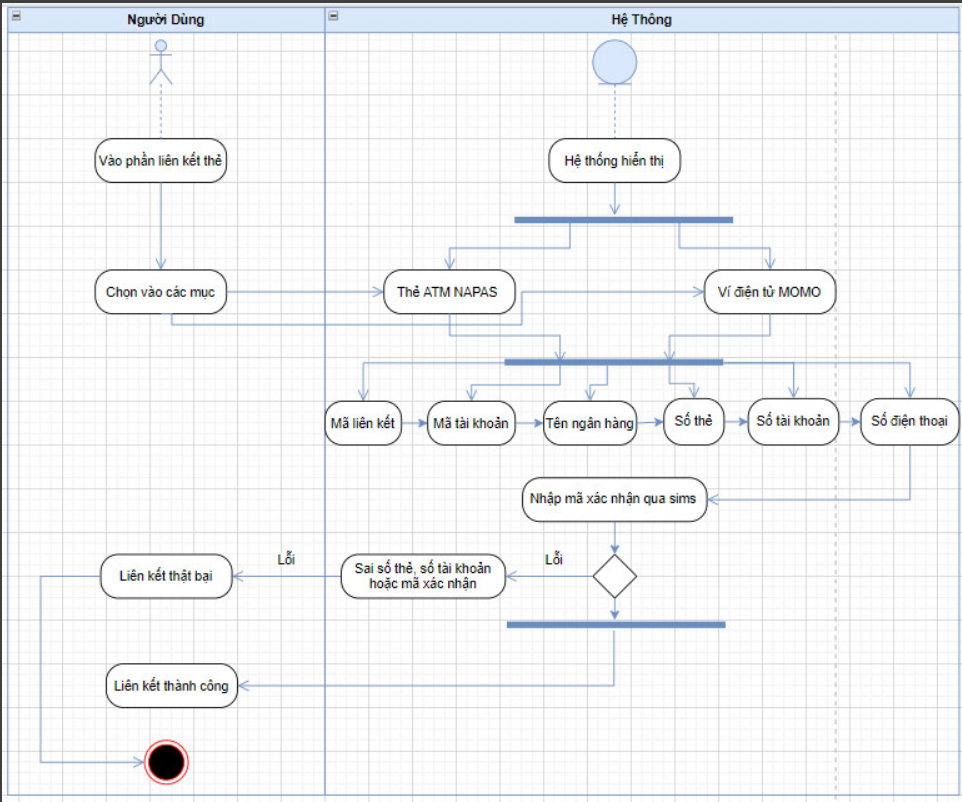 Người Dùng
Hệ Thông
Vào phần liên kết thẻ
Hệ thống hiển thị
Chọn vào các mục
Thẻ ATM NAPAS
Ví điện tử MOMO
Mã liên kết
Mã tài khoản
Tên ngân hàng
Số thẻ
Số tài khoản
Số điện thoại
Nhập mã xác nhận qua sims
Lỗi
Lỗi
Liên kết thật bại
Sai số thẻ, số tài khoản
hoặc mã xác nhận
Liên kết thành công